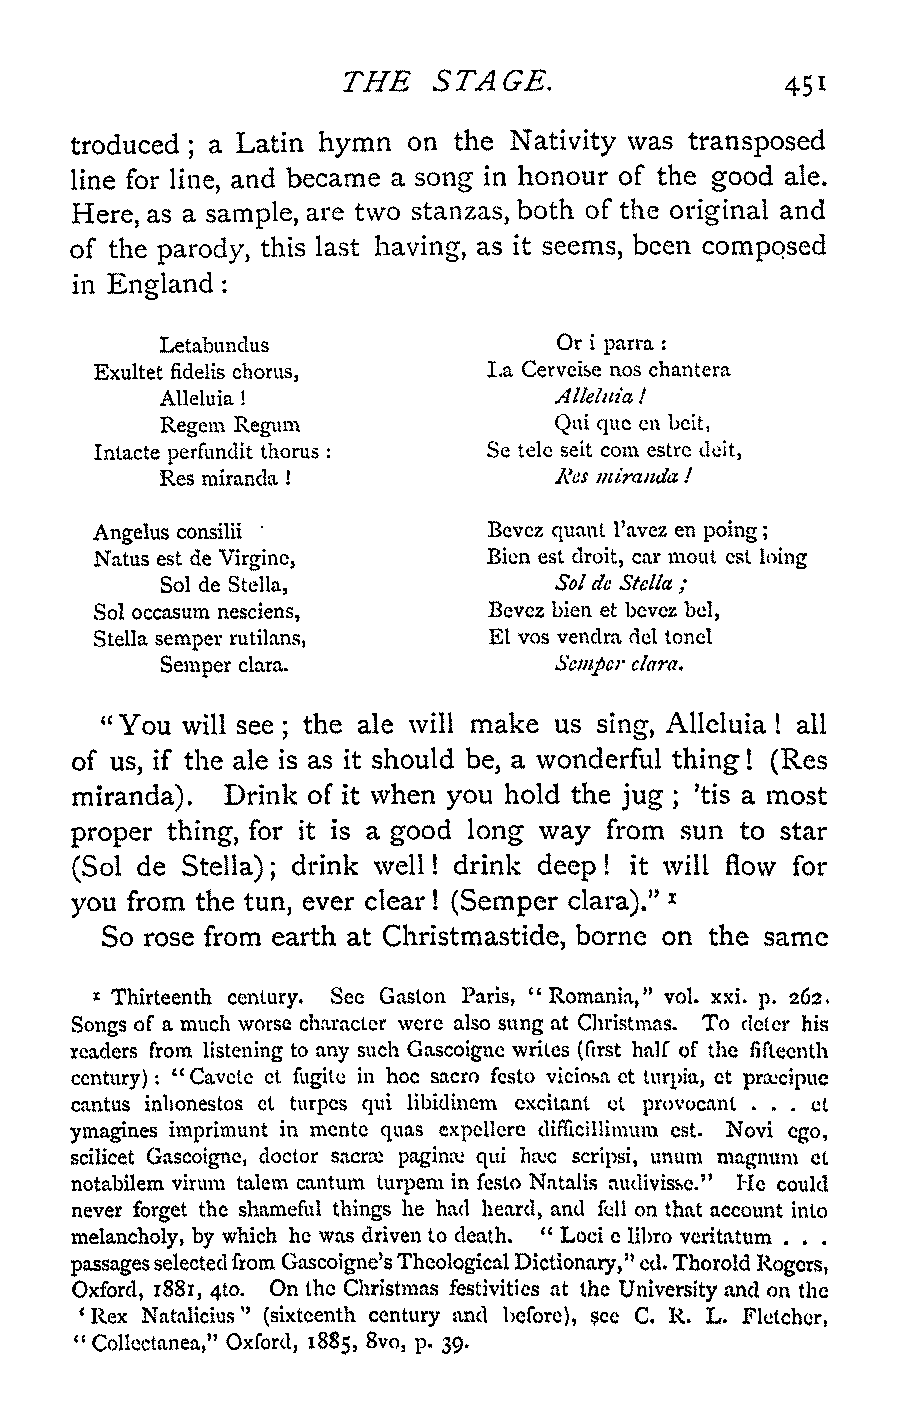 THE STAGE. 451
troduced ; a Latin hymn on the Nativity was transposed
line for line, and became a song in honour of the good ale.
Here, as a sample, are two stanzas, both of the original and
of the parody, this last having, as it seems, been composed
in England :
Letabundus
Exultet fidelis chorus,
Alleluia !
Regem Regum
Intacte perfundit thorus :
Res miranda !
Angelus consilii
Natus est de Virgine,
Sol de Stella,
Sol occasum nesciens,
Stella semper rutilans,
Semper clara.
Or i parra :
La Cerveise nos chantera
Alleluia !
Qui que en beit,
Se tele seit com estre deit,
Res miranda !
Bevez quant l'avez en poing ;
Bien est droit, car mout est loing
Sol de Stella ;
Bevez bien et bevez bel,
El vos vendra del tonel
Semper clara.
“ You will see ; the ale will make us sing, Alleluia ! all
of us, if the ale is as it should be, a wonderful thing ! (Res
miranda). Drink of it when you hold the jug ; ’tis a most
proper thing, for it is a good long way from sun to star
(Sol de Stella) ; drink well ! drink deep ! it will flow for
you from the tun, ever clear ! (Semper clara).” 1
So rose from earth at Christmastide, borne on the same
1 Thirteenth century. See Gaston Paris, “ Romania,” vol. xxi. p. 262.
Songs of a much worse character were also sung at Christmas. To deter his
readers from listening to any such Gascoigne writes (first half of the fifteenth
century) : “ Cavete et fugite in hoc sacro festo viciosa et turpia, et præcipue
cantus inhonestos et turpes qui libidinem excitant et provocant . . . et
ymagines imprimunt in mente quas expellere difficillimum est. Novi ego,
scilicet Gascoigne, doctor sacræ paginæ qui hæc scripsi, unum magnum et
notabilem virum talem cantum turpem in festo Natalis audivisse.” He could
never forget the shameful things he had heard, and fell on that account into
melancholy, by which he was driven to death. “ Loci e libro veritatum . . .
passages selected from Gascoigne’s Theological Dictionary,” ed. Thorold Rogers,
Oxford, 1881, 4to. On the Christmas festivities at the University and on the
‘ Rex Natalicius ” (sixteenth century and before), see C. R. L. Fletcher,
“ Collectanea,” Oxford, 1885, 8vo, p. 39.